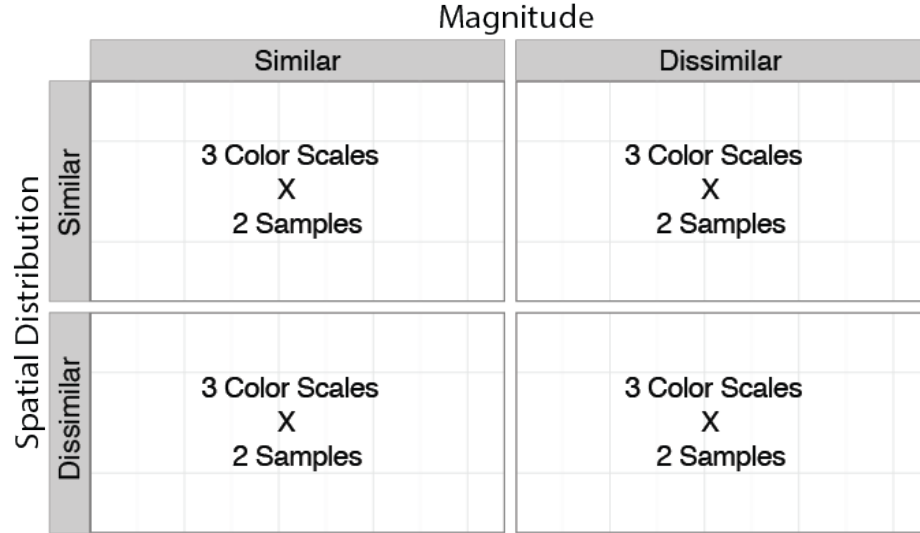 Magnitude
Similar
Dissimilar
Spatial Distribution
Similar
3 Color Scales
X
2 Samples
3 Color Scales
X
2 Samples
Dissimilar
3 Color Scales
X
2 Samples
3 Color Scales
X
2 Samples